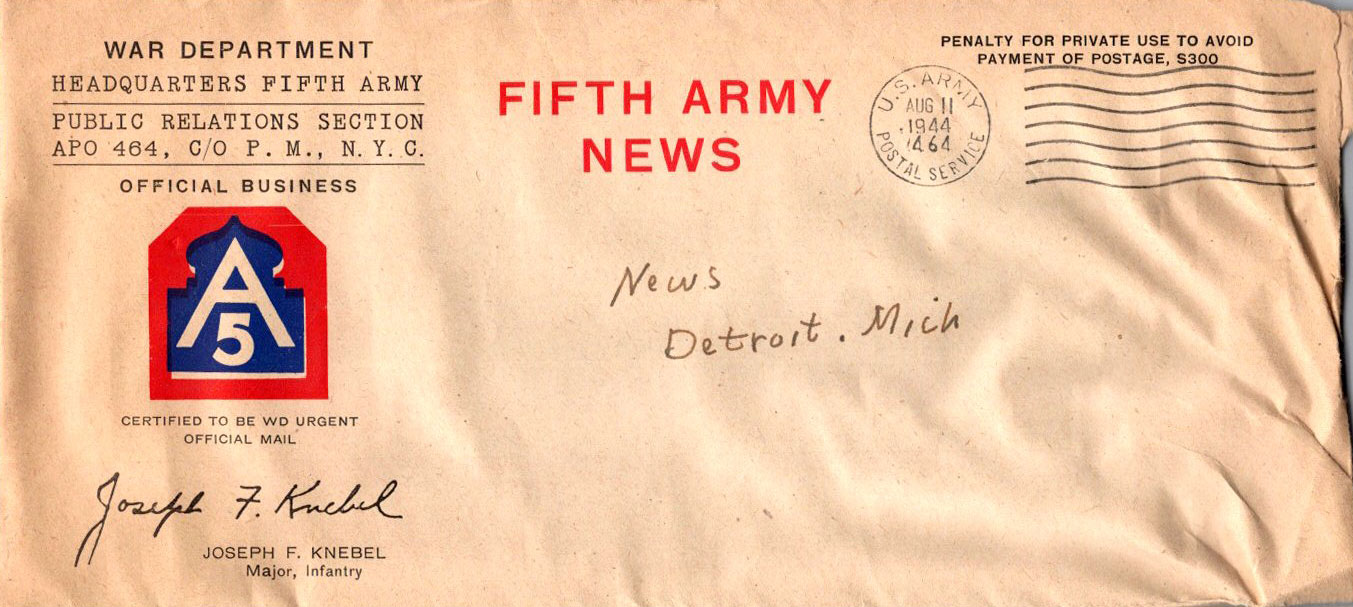 WAR DEPARTMENT
HEADQUARTERS FIFTH ARMY
PUBLIC RELATIONS SECTION
APO 464, C/O P. M., N. Y. C.
OFFICIAL BUSINESS
A
5
CERTIFIED TO BE WD URGENT
OFFICIAL MAIL
Joseph F. Knebel
JOSEPH F. KNEBEL
Major, Infantry
FIFTH ARMY
NEWS
U.S. ARMY
AUG 11
1944
464
POSTAL SERVICE
PENALTY FOR PRIVATE USE TO AVOID
PAYMENT OF POSTAGE, $300
News
Detroit. Mich